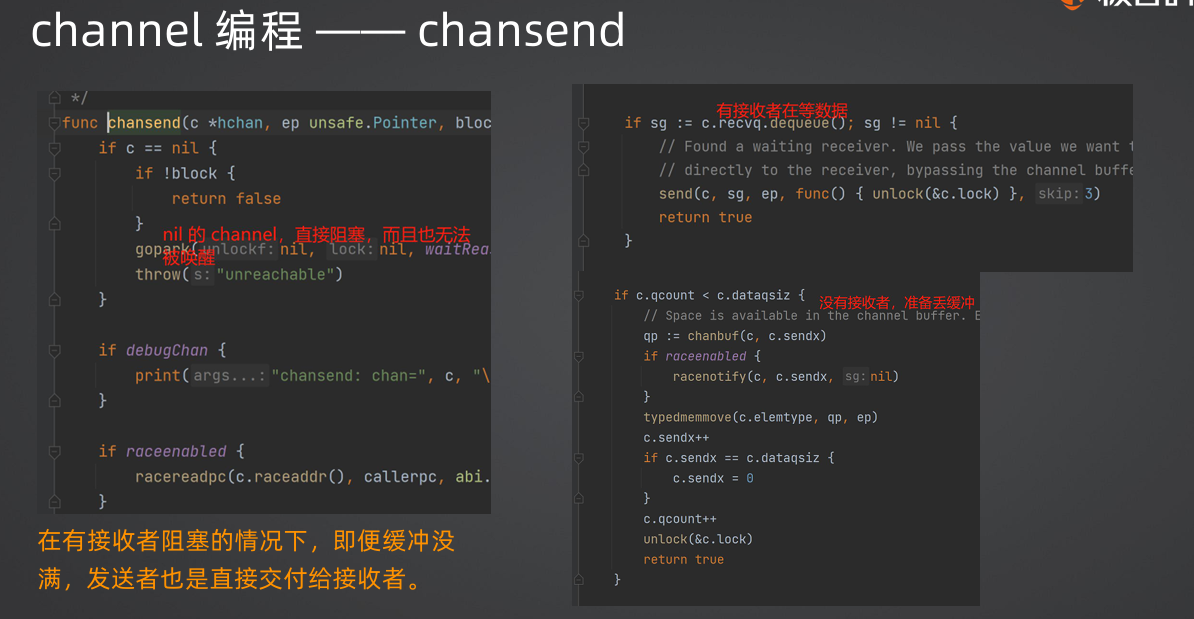 channel 编程 —— chansend
*/
func chansend(c *hchan, ep unsafe.Pointer, bloc
if c == nil {
if !block {
return false
}
nil 的 channel，直接阻塞，而且也无法
被唤醒
gopark( unlockf: nil, lock: nil, waitRea
throw( s: "unreachable")
}
if debugChan {
print( args...: "chansend: chan=", c, "\
}
if raceenabled {
racereadpc(c.raceaddr(), callerpc, abi.
}
在有接收者阻塞的情况下，即便缓冲没
满，发送者也是直接交付给接收者。
有接收者在等数据
if sg := c.recvq.dequeue(); sg != nil {
// Found a waiting receiver. We pass the value we want t
// directly to the receiver, bypassing the channel buffe
send(c, sg, ep, func() { unlock(&c.lock) }, skip: 3)
return true
}
if c.qcount < c.dataqsiz {
没有接收者，准备丢缓冲
// Space is available in the channel buffer. E
qp := chanbuf(c, c.sendx)
if raceenabled {
racenotify(c, c.sendx, sg: nil)
}
typedmemmove(c.elemtype, qp, ep)
c.sendx++
if c.sendx == c.dataqsiz {
c.sendx = 0
}
c.qcount++
unlock(&c.lock)
return true
}